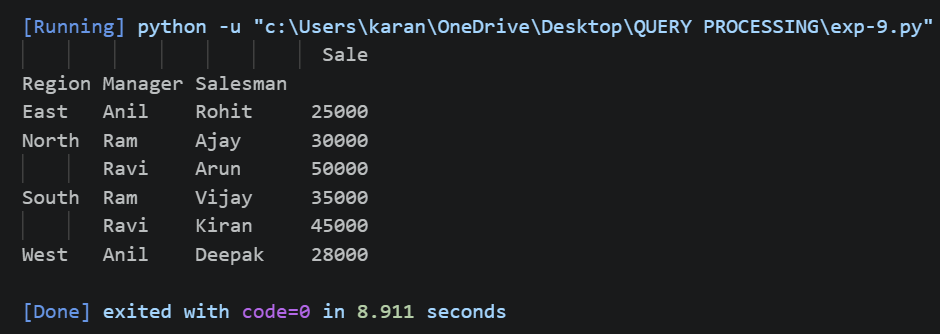 [Running] python -u "c:\Users\karan\OneDrive\Desktop\QUERY PROCESSING\exp-9.py"
Sale
Region Manager Salesman
East Anil Rohit 25000
North Ram Ajay 30000
Ravi Arun 50000
South Ram Vijay 35000
Ravi Kiran 45000
West Anil Deepak 28000
[Done] exited with code=0 in 8.911 seconds